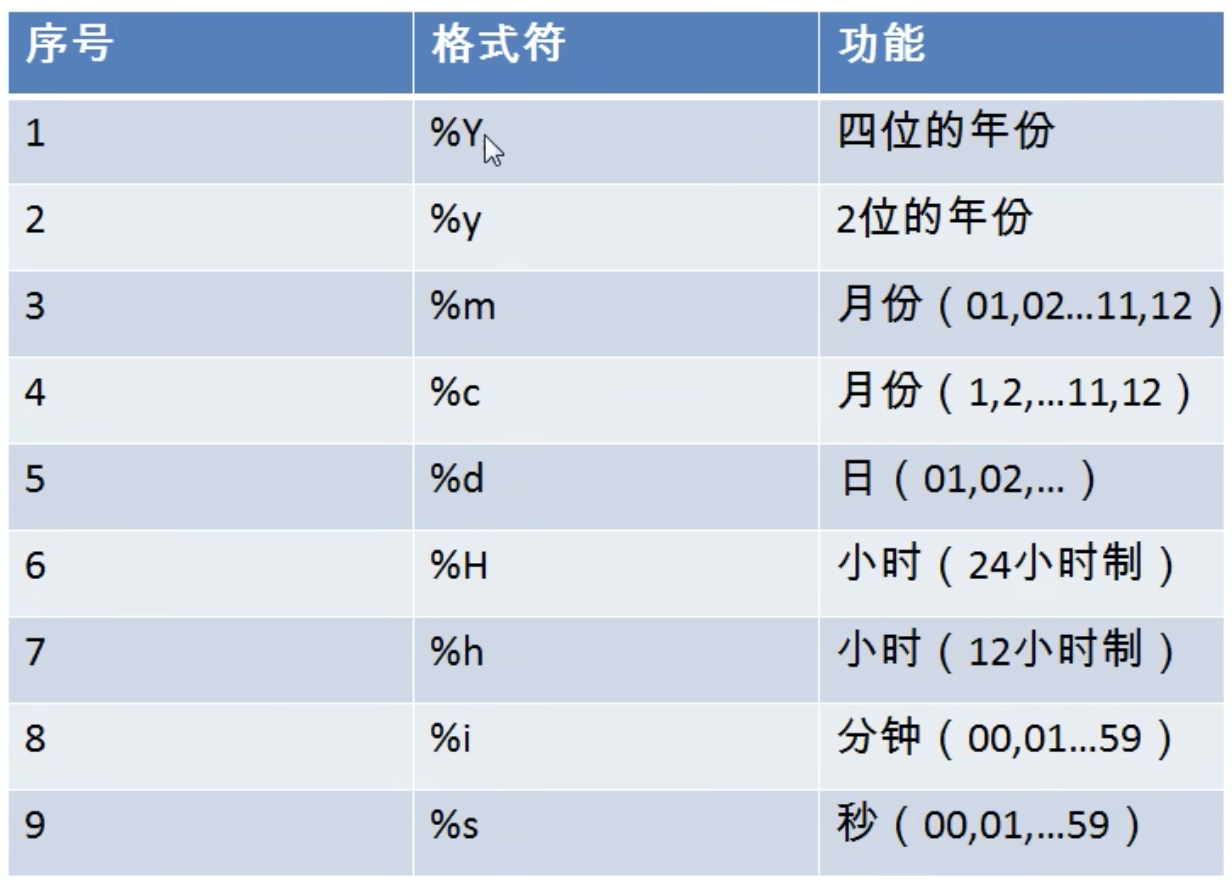 序号 格式符 功能
1 %Y 四位的年份
2 %y 2位的年份
3 %m 月份（01,02…11,12）
4 %c 月份（1,2,…11,12）
5 %d 日（01,02,…）
6 %H 小时（24小时制）
7 %h 小时（12小时制）
8 %i 分钟（00,01…59）
9 %s 秒（00,01,…59）